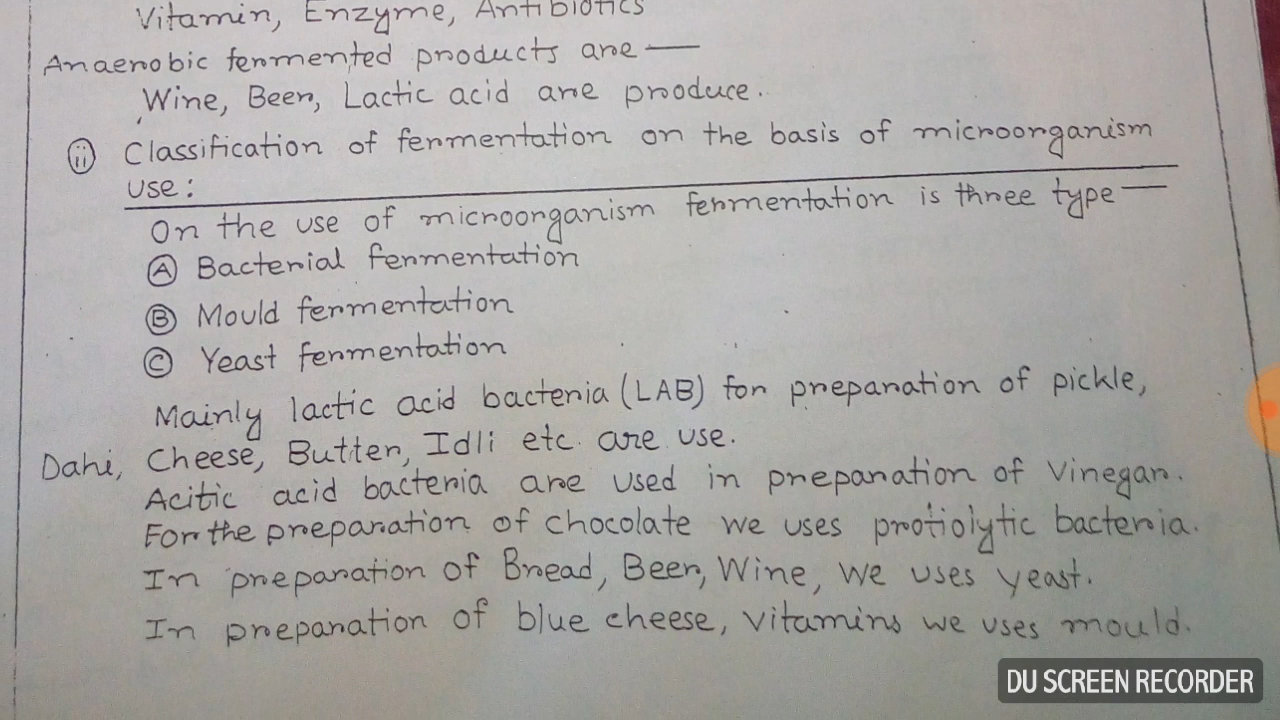 Vitamin, Enzyme, Antibiotics
Anaerobic fermented products are —
Wine, Beer, Lactic acid are produce.
(ii) Classification of fermentation on the basis of microorganism
use:
On the use of microorganism fermentation is three type —
(A) Bacterial fermentation
(B) Mould fermentation
(C) Yeast fermentation
Mainly lactic acid bacteria (LAB) for preparation of pickle,
Dahi, Cheese, Butter, Idli etc. are use.
Acitic acid bacteria are used in preparation of Vinegar.
For the preparation of chocolate we uses protiolytic bacteria.
In preparation of Bread, Beer, Wine, we uses yeast.
In preparation of blue cheese, vitamins we uses mould.
DU SCREEN RECORDER